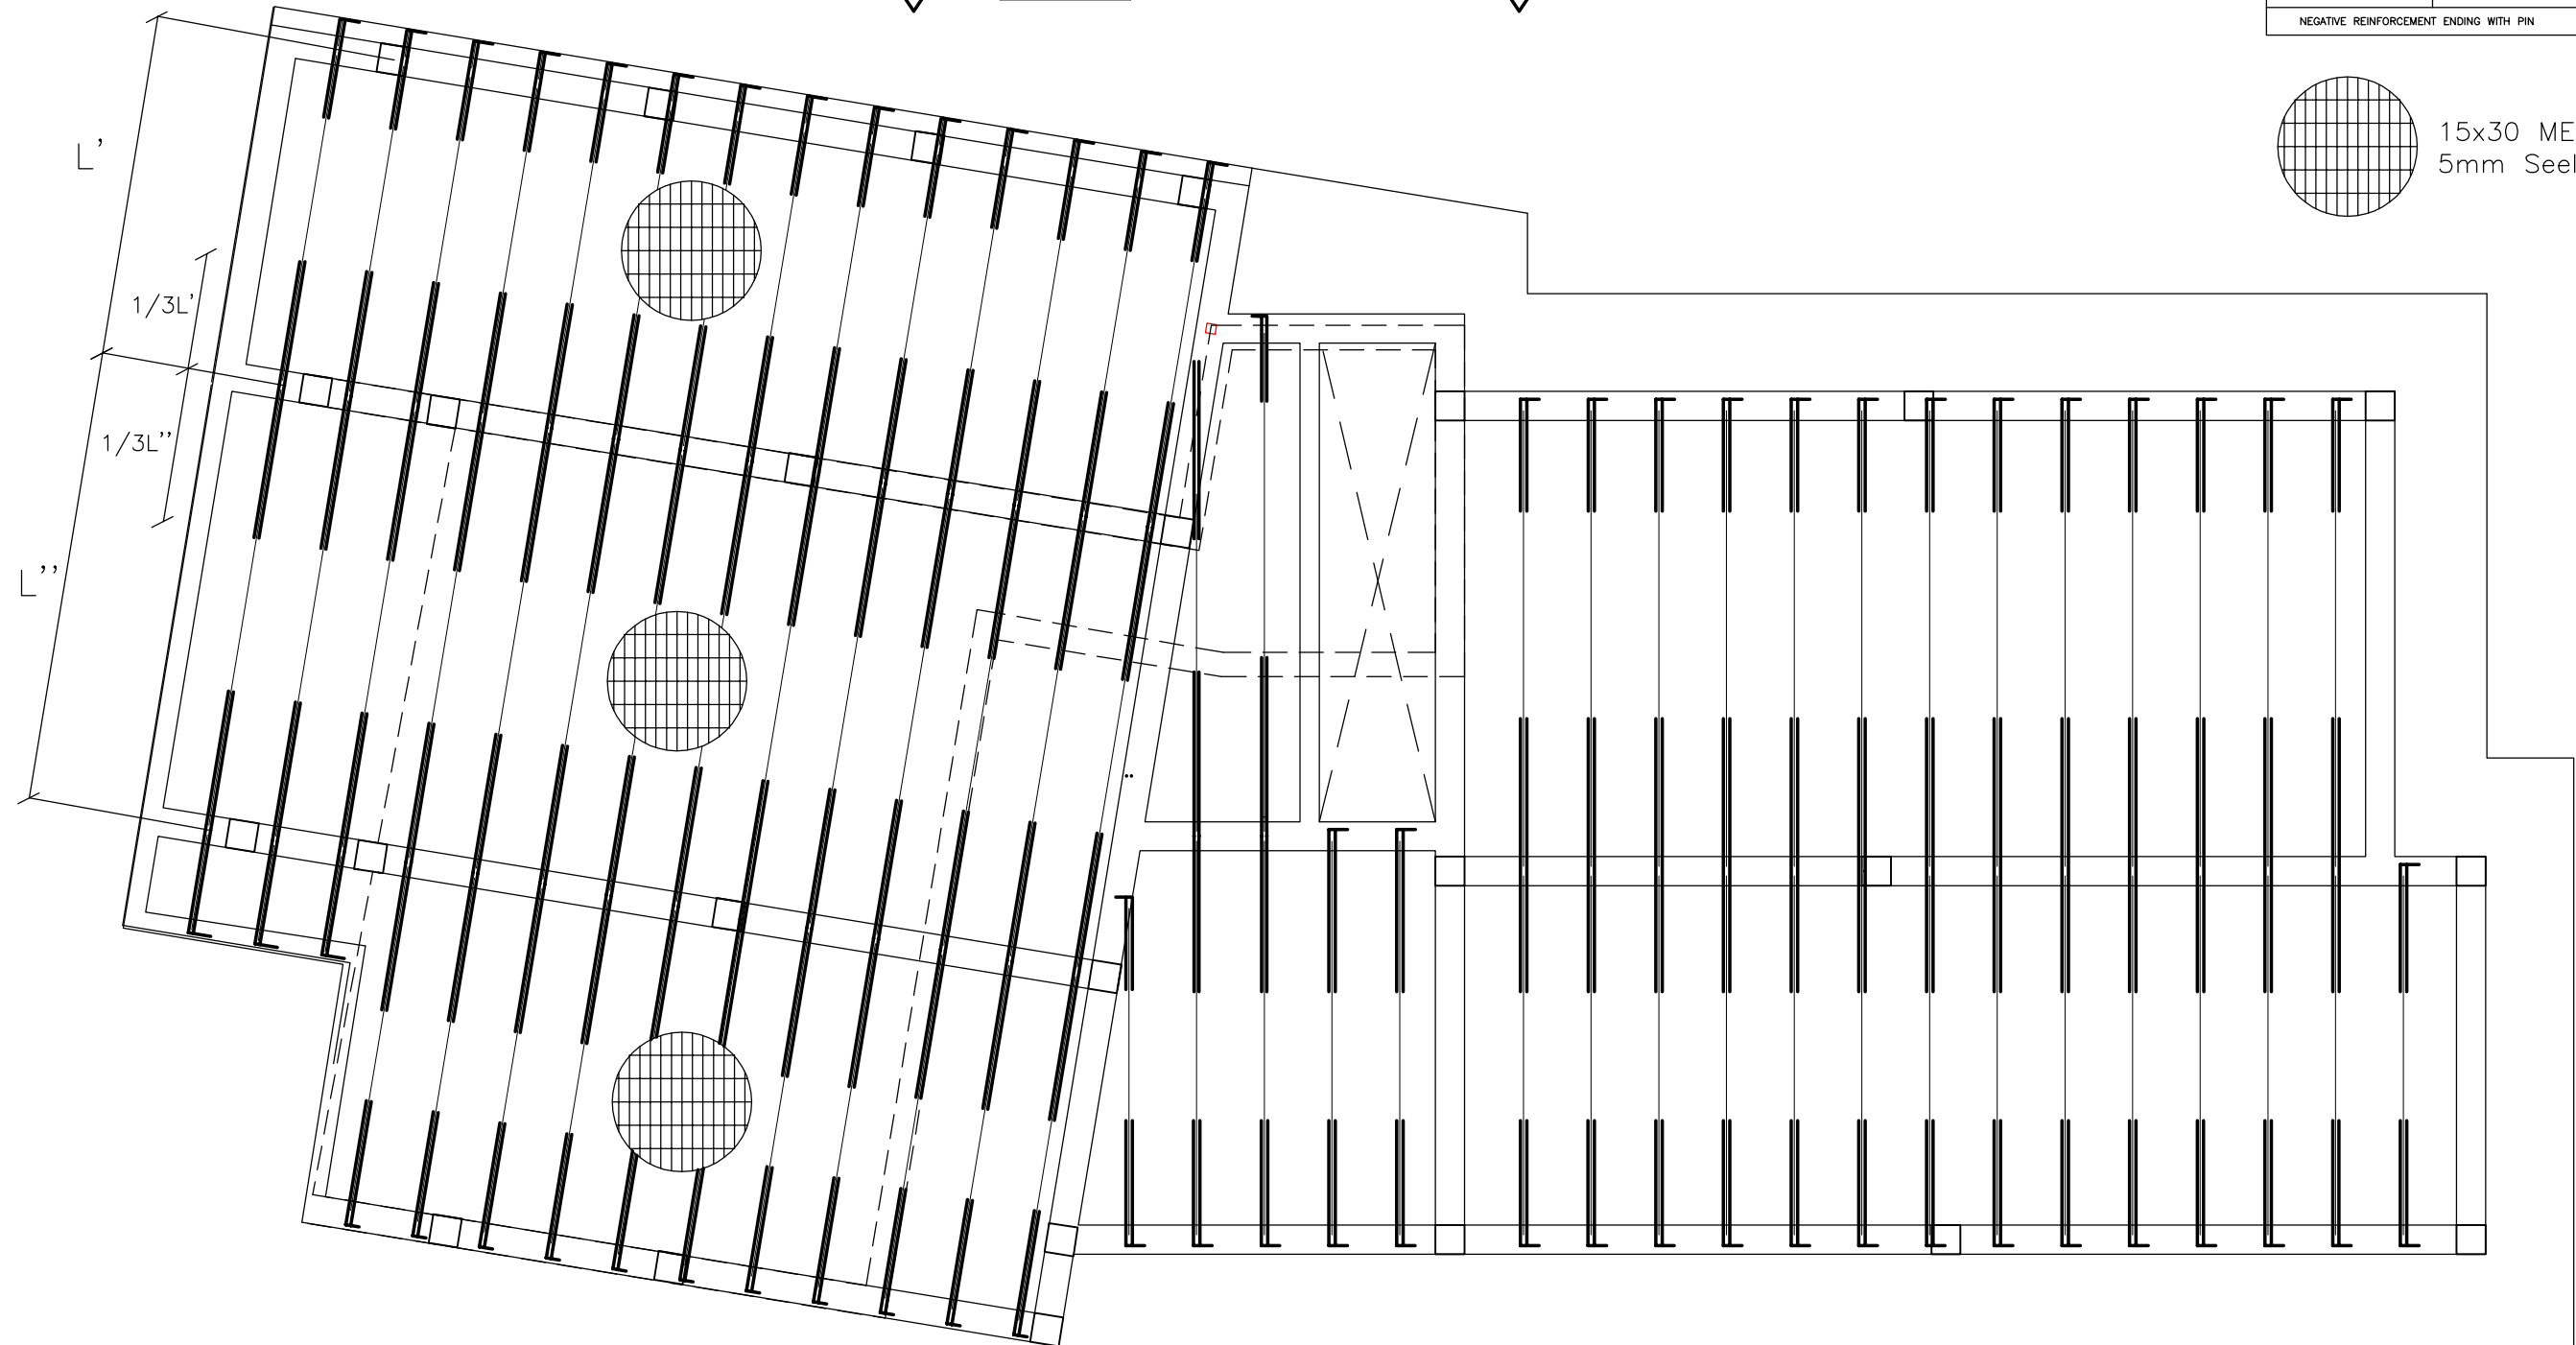 NEGATIVE REINFORCEMENT ENDING WITH PIN
15x30 ME
5mm Seel
L'
1/3L'
1/3L''
L''